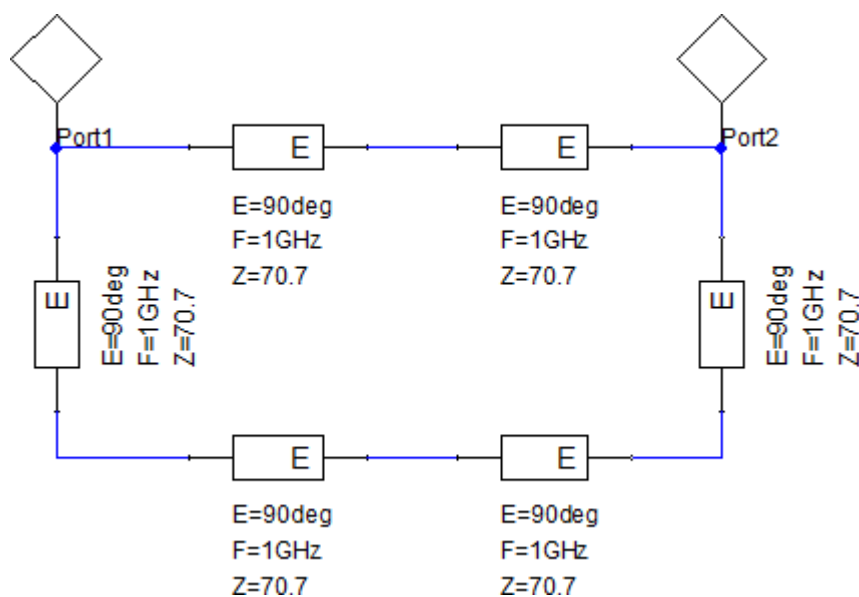 Port1
Port2
E
E
E=90deg
F=1GHz
Z=70.7
E=90deg
F=1GHz
Z=70.7
E
E=90deg
F=1GHz
Z=70.7
E
E=90deg
F=1GHz
Z=70.7
E
E
E=90deg
F=1GHz
Z=70.7
E=90deg
F=1GHz
Z=70.7